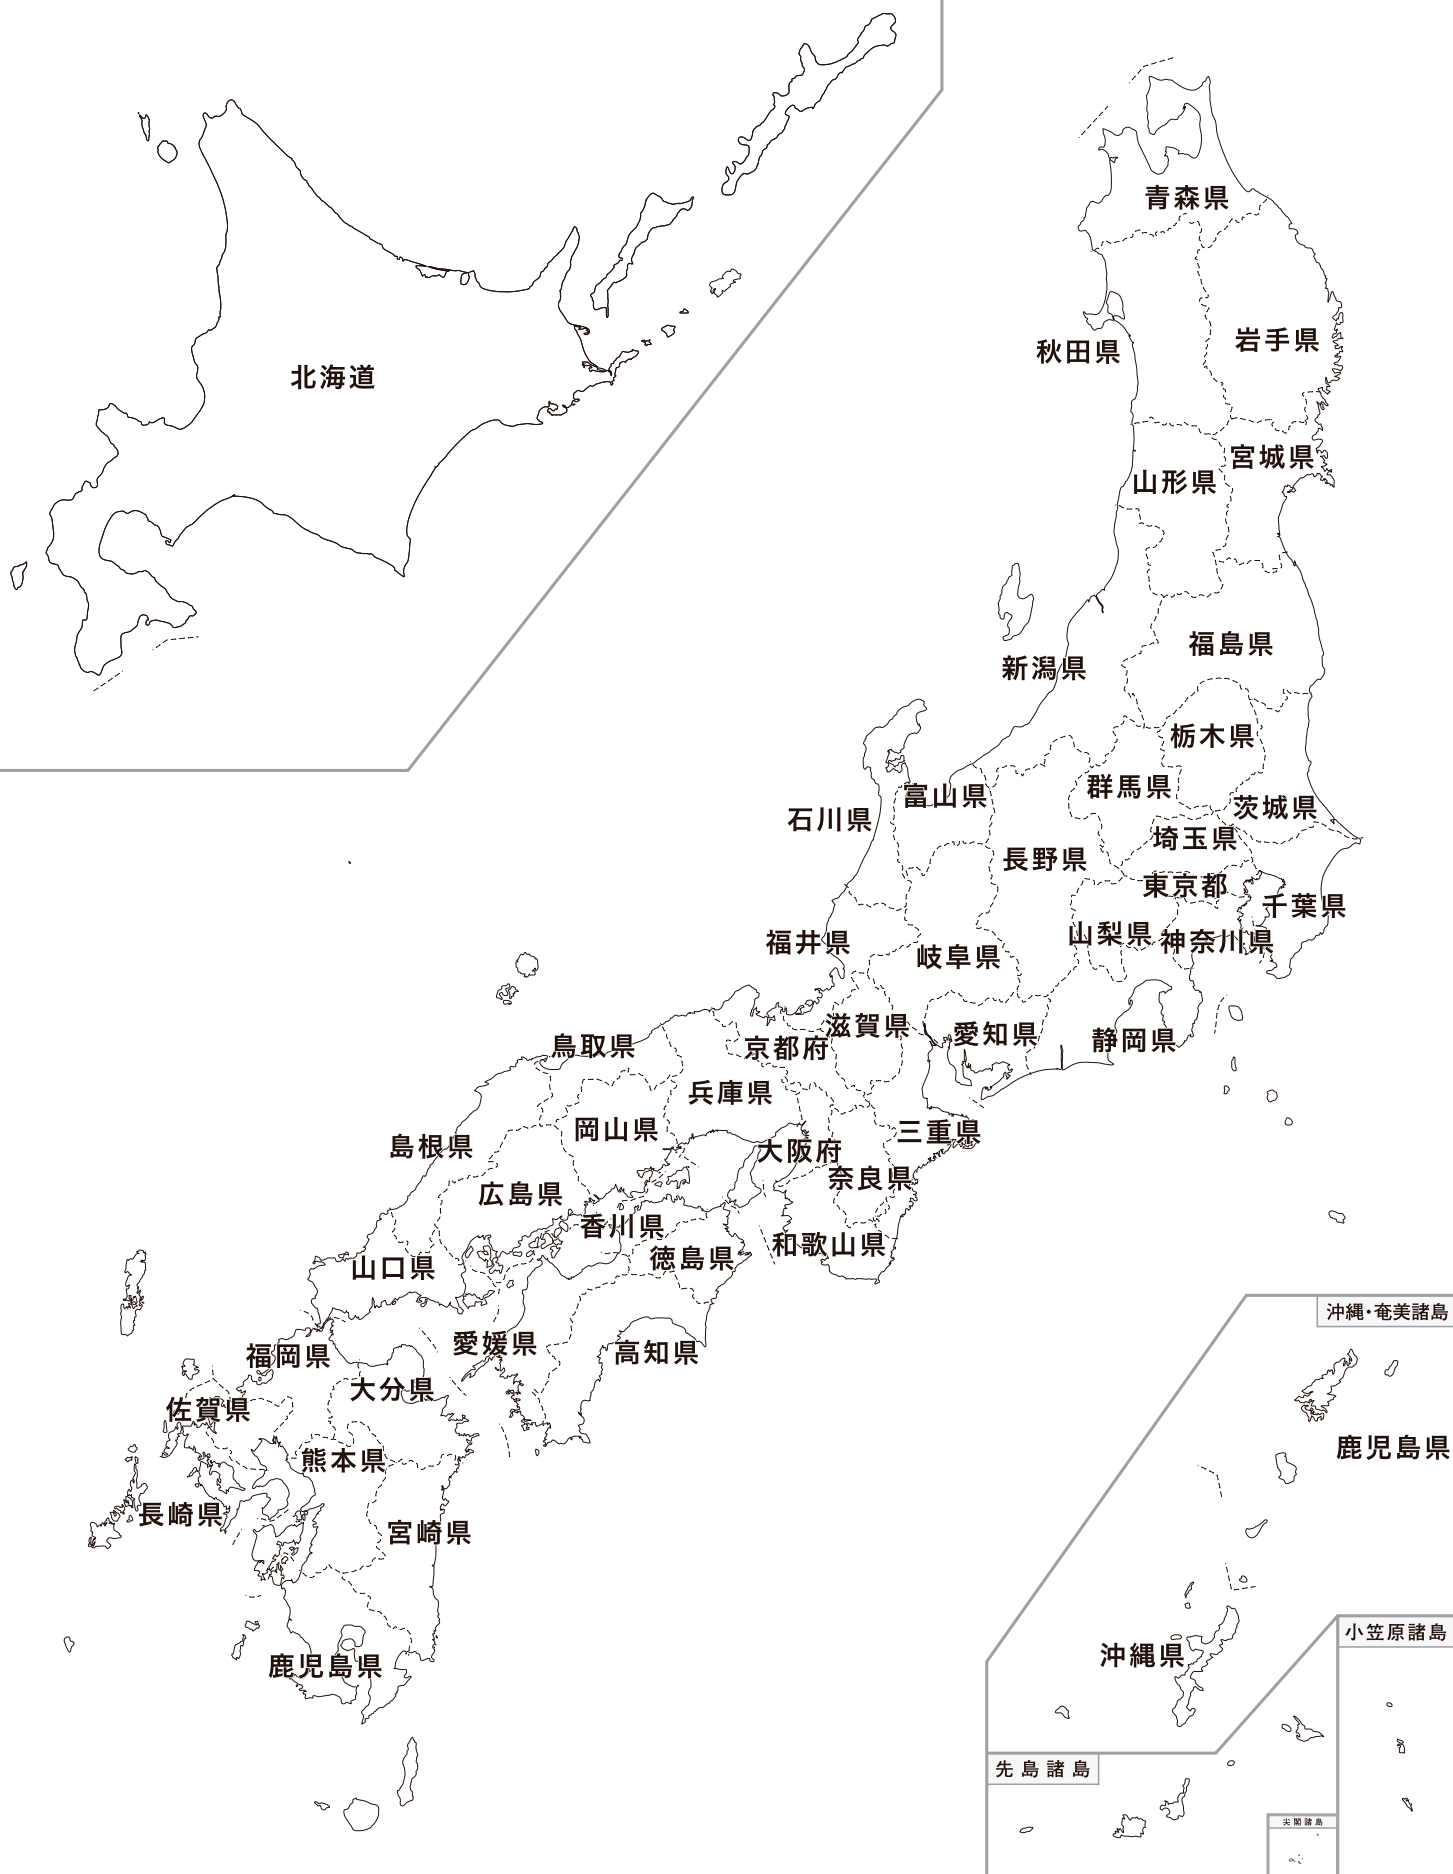 青森県
岩手県
秋田県
北海道
宮城県
山形県
福島県
新潟県
栃木県
群馬県
富山県
茨城県
石川県
埼玉県
長野県
東京都
千葉県
山梨県
神奈川県
福井県
岐阜県
滋賀県
愛知県
静岡県
鳥取県
京都府
兵庫県
岡山県
三重県
島根県
大阪府
奈良県
広島県
香川県
和歌山県
徳島県
山口県
沖縄・奄美諸島
愛媛県
高知県
福岡県
大分県
佐賀県
鹿児島県
熊本県
長崎県
宮崎県
小笠原諸島
沖縄県
鹿児島県
先島諸島
尖閣諸島